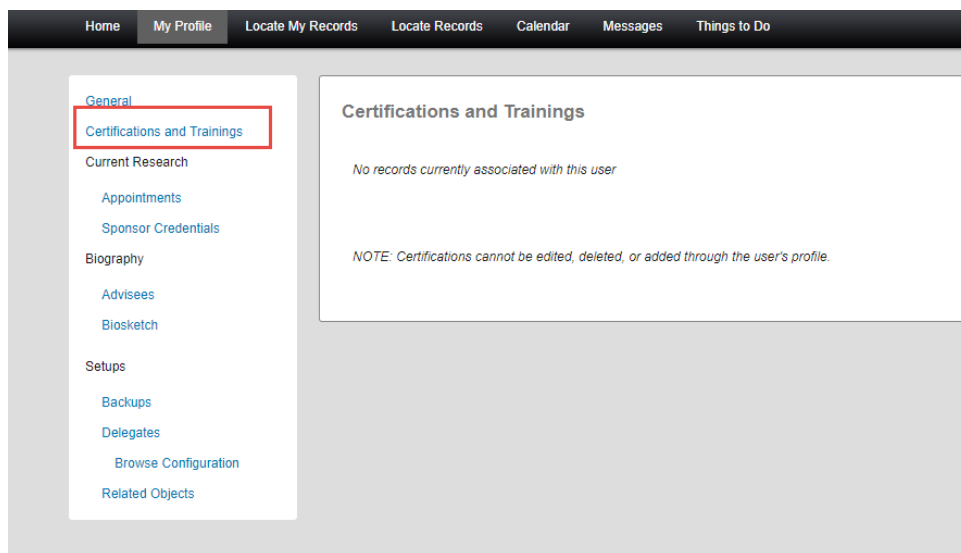 Home My Profile Locate My Records Locate Records Calendar Messages Things to Do
General
Certifications and Trainings
Current Research
Appointments
Sponsor Credentials
Biography
Advisees
Biosketch
Setups
Backups
Delegates
Browse Configuration
Related Objects
Certifications and Trainings
No records currently associated with this user
NOTE: Certifications cannot be edited, deleted, or added through the user's profile.